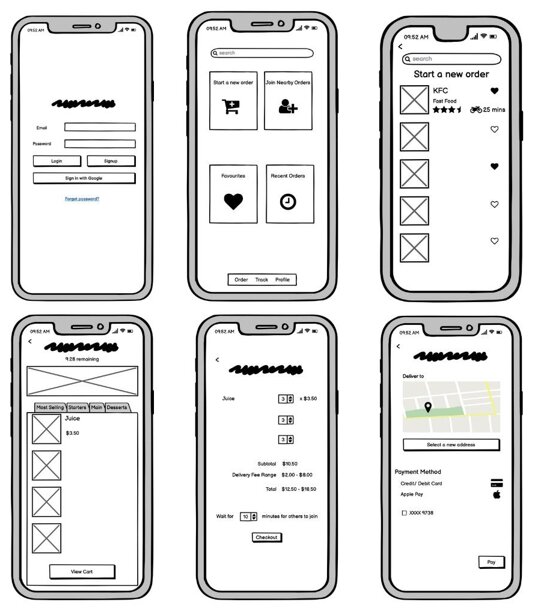 09:52 AM
Email
Password
Login Signup
Sign in with Google
Forgot password?
09:52 AM
search
Start a new order Join Nearby Orders
Favourites Recent Orders
Order Track Profile
09:52 AM
<
search
Start a new order
KFC
Fast Food
25 mins
09:52 AM
<
9:28 remaining
Most Selling Starters Main Desserts
Juice
$3.50
View Cart
09:52 AM
<
Juice 3 x $3.50
3
3
Subtotal $10.50
Delivery Fee Range $2.00 - $8.00
Total $12.50 - $18.50
Wait for 10 minutes for others to join
Checkout
09:52 AM
<
Deliver to
Select a new address
Payment Method
Credit/ Debit Card
Apple Pay
XXXX 9738
Pay